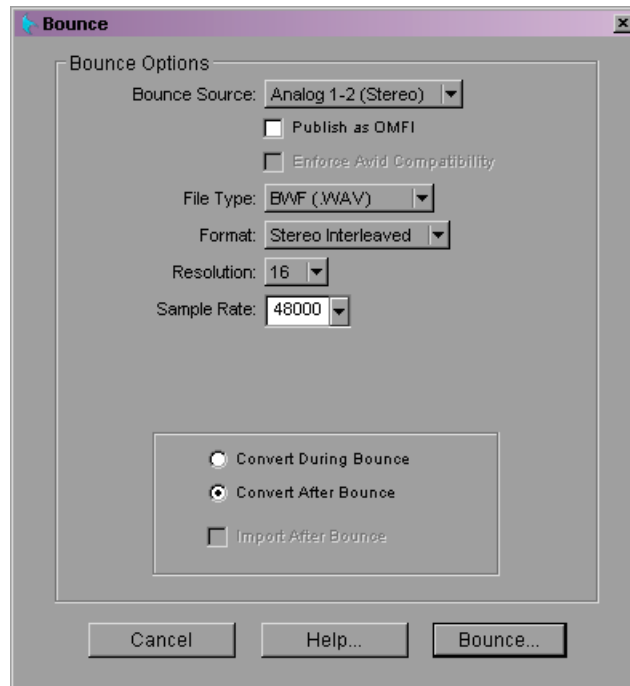 Bounce
Bounce Options
Bounce Source: Analog 1-2 (Stereo)
Publish as OMFI
Enforce Avid Compatibility
File Type: BWF (.WAV)
Format: Stereo Interleaved
Resolution: 16
Sample Rate: 48000
Convert During Bounce
Convert After Bounce
Import After Bounce
Cancel Help... Bounce...